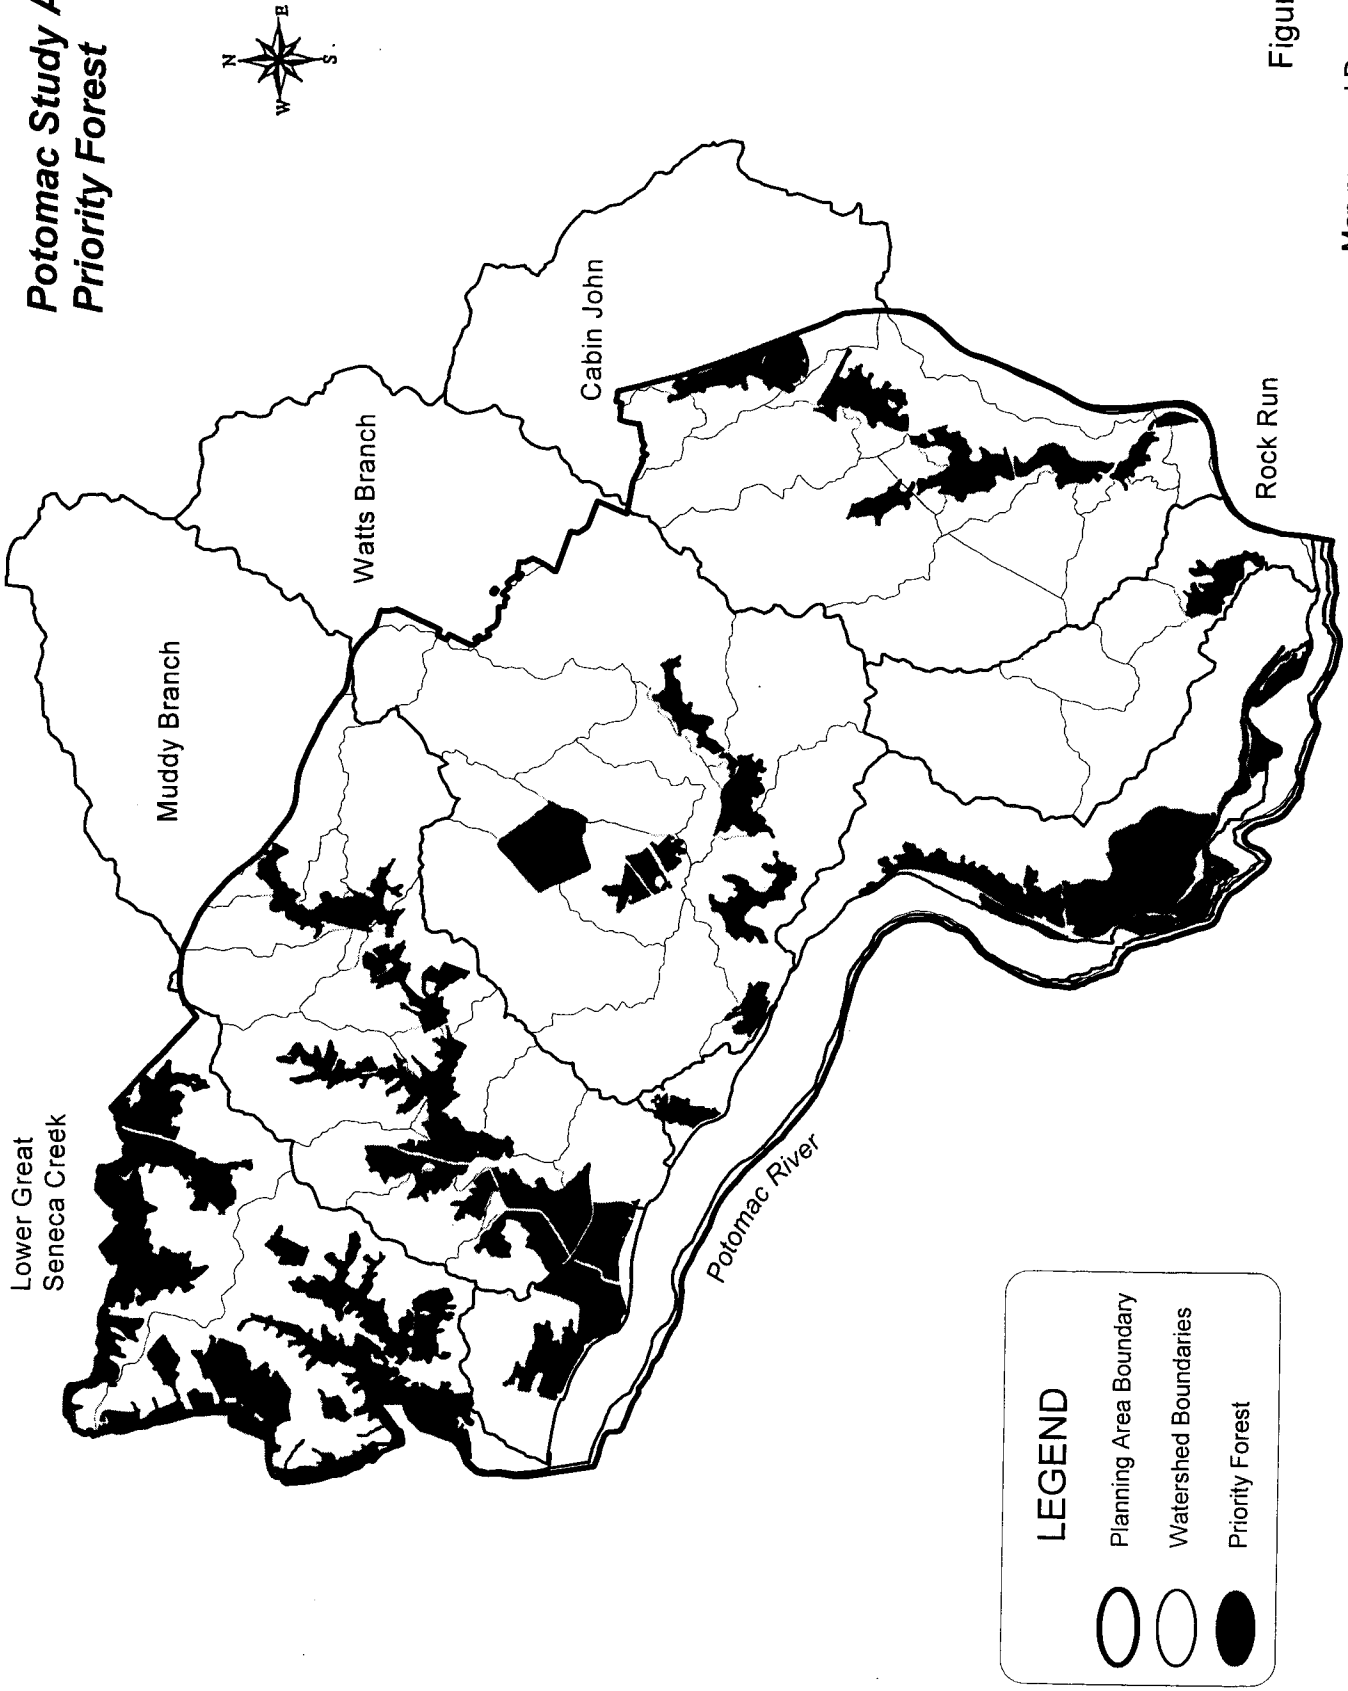 Potomac Study
Priority Forest
N
E
S
W
Lower Great
Seneca Creek
Muddy Branch
Watts Branch
Cabin John
Rock Run
Potomac River
LEGEND
Planning Area Boundary
Watershed Boundaries
Priority Forest